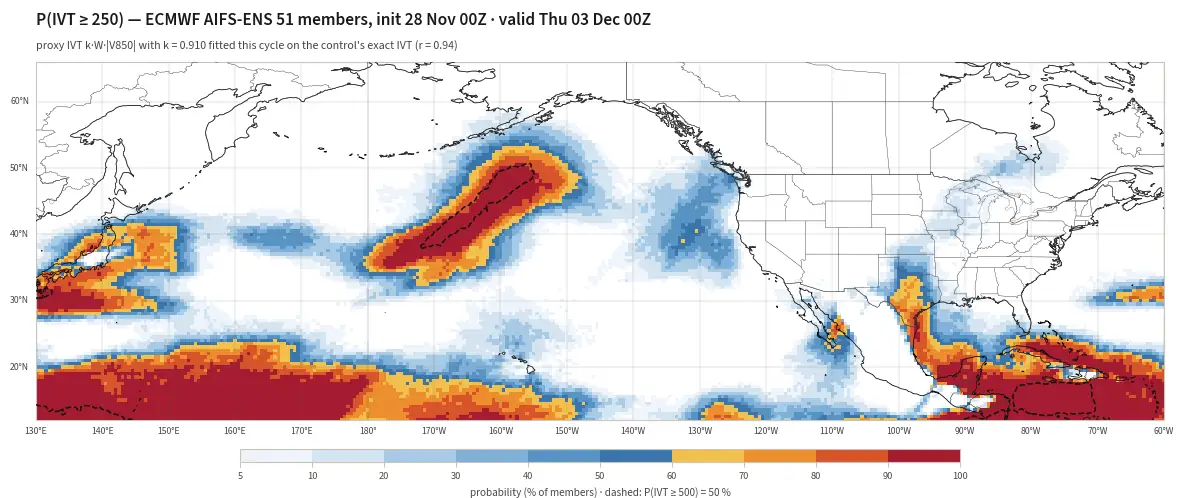 P(IVT ≥ 250) — ECMWF AIFS-ENS 51 members, init 28 Nov 00Z · valid Thu 03 Dec 00Z
proxy IVT k·W·|V850| with k = 0.910 fitted this cycle on the control's exact IVT (r = 0.94)
60°N
50°N
40°N
30°N
20°N
130°E 140°E 150°E 160°E 170°E 180° 170°W 160°W 150°W 140°W 130°W 120°W 110°W 100°W 90°W 80°W 70°W 60°W
5 10 20 30 40 50 60 70 80 90 100
probability (% of members) · dashed: P(IVT ≥ 500) = 50 %